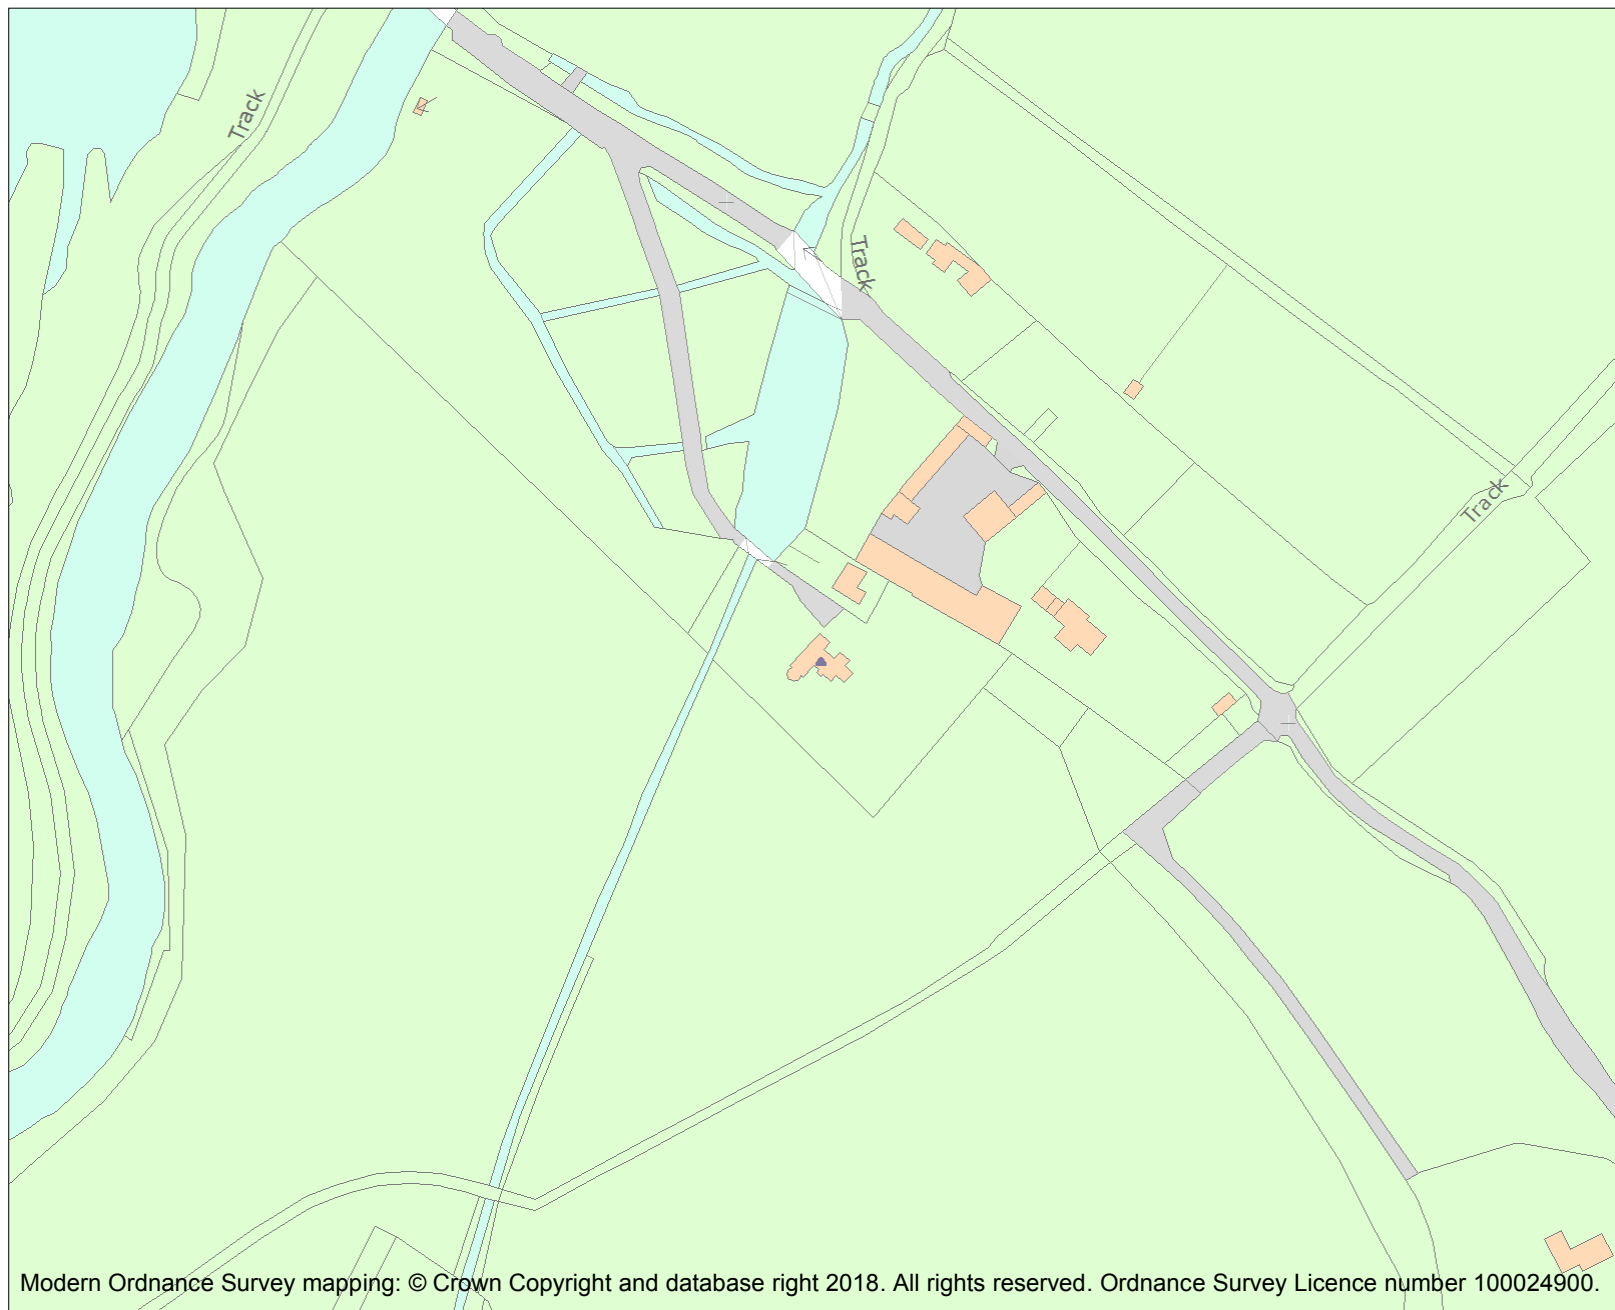 Track
Track
Track
Modern Ordnance Survey mapping: © Crown Copyright and database right 2018. All rights reserved. Ordnance Survey Licence number 100024900.